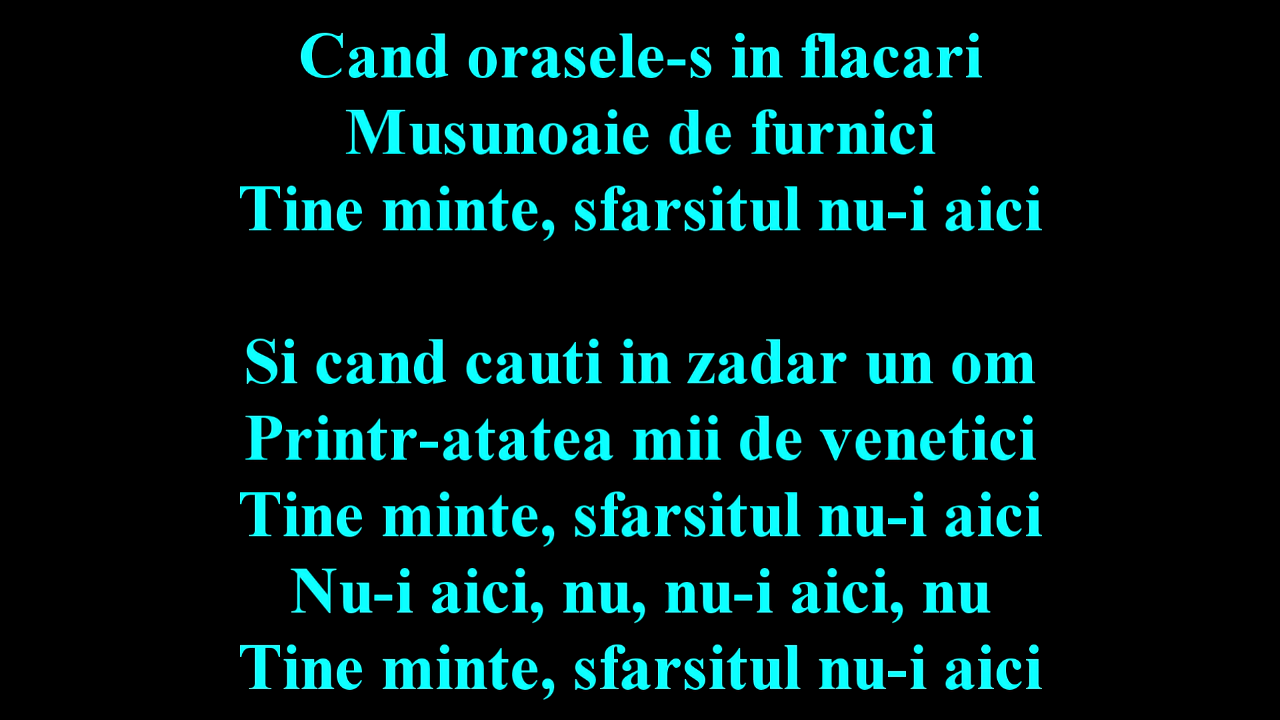 Cand orasele-s in flacari
Musunoaie de furnici
Tine minte, sfarsitul nu-i aici
Si cand cauti in zadar un om
Printr-atatea mii de venetici
Tine minte, sfarsitul nu-i aici
Nu-i aici, nu, nu-i aici, nu
Tine minte, sfarsitul nu-i aici